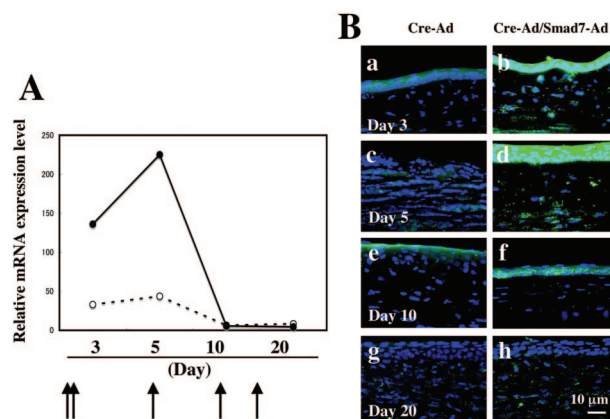 A
Relative mRNA expression level
250
200
150
100
50
0
3 5 10 20
(Day)
B
Cre-Ad Cre-Ad/Smad7-Ad
a b
Day 3
c d
Day 5
e f
Day 10
g h
Day 20
10 μm